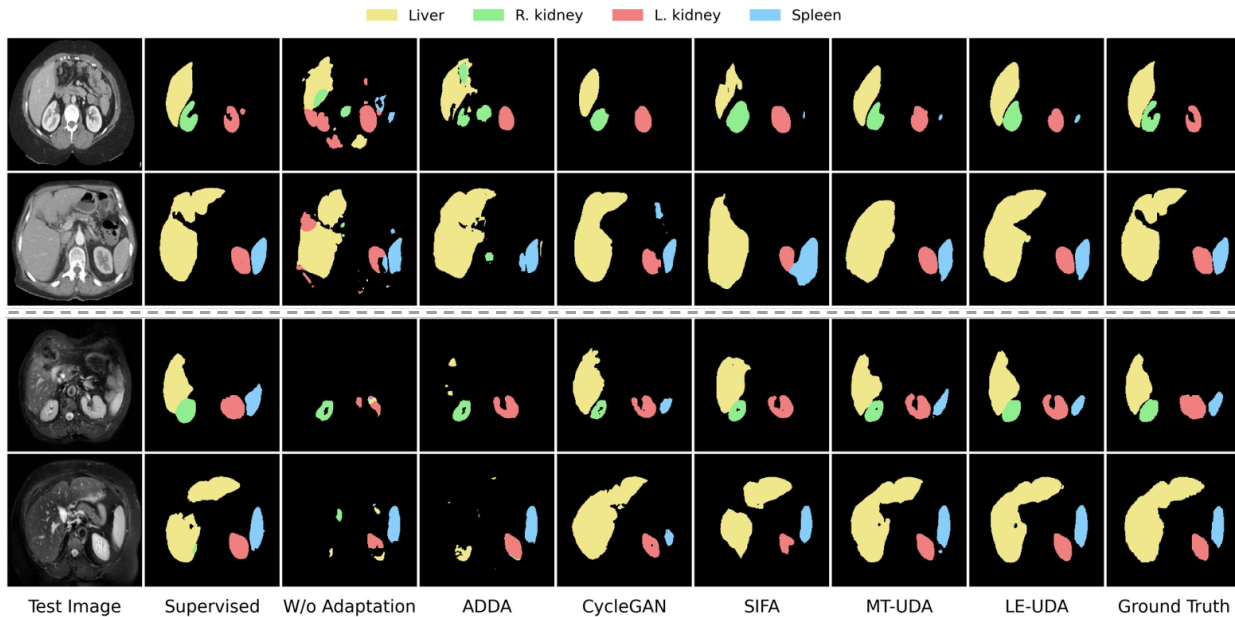 Liver R. kidney L. kidney Spleen
Test Image Supervised W/o Adaptation ADDA CycleGAN SIFA MT-UDA LE-UDA Ground Truth